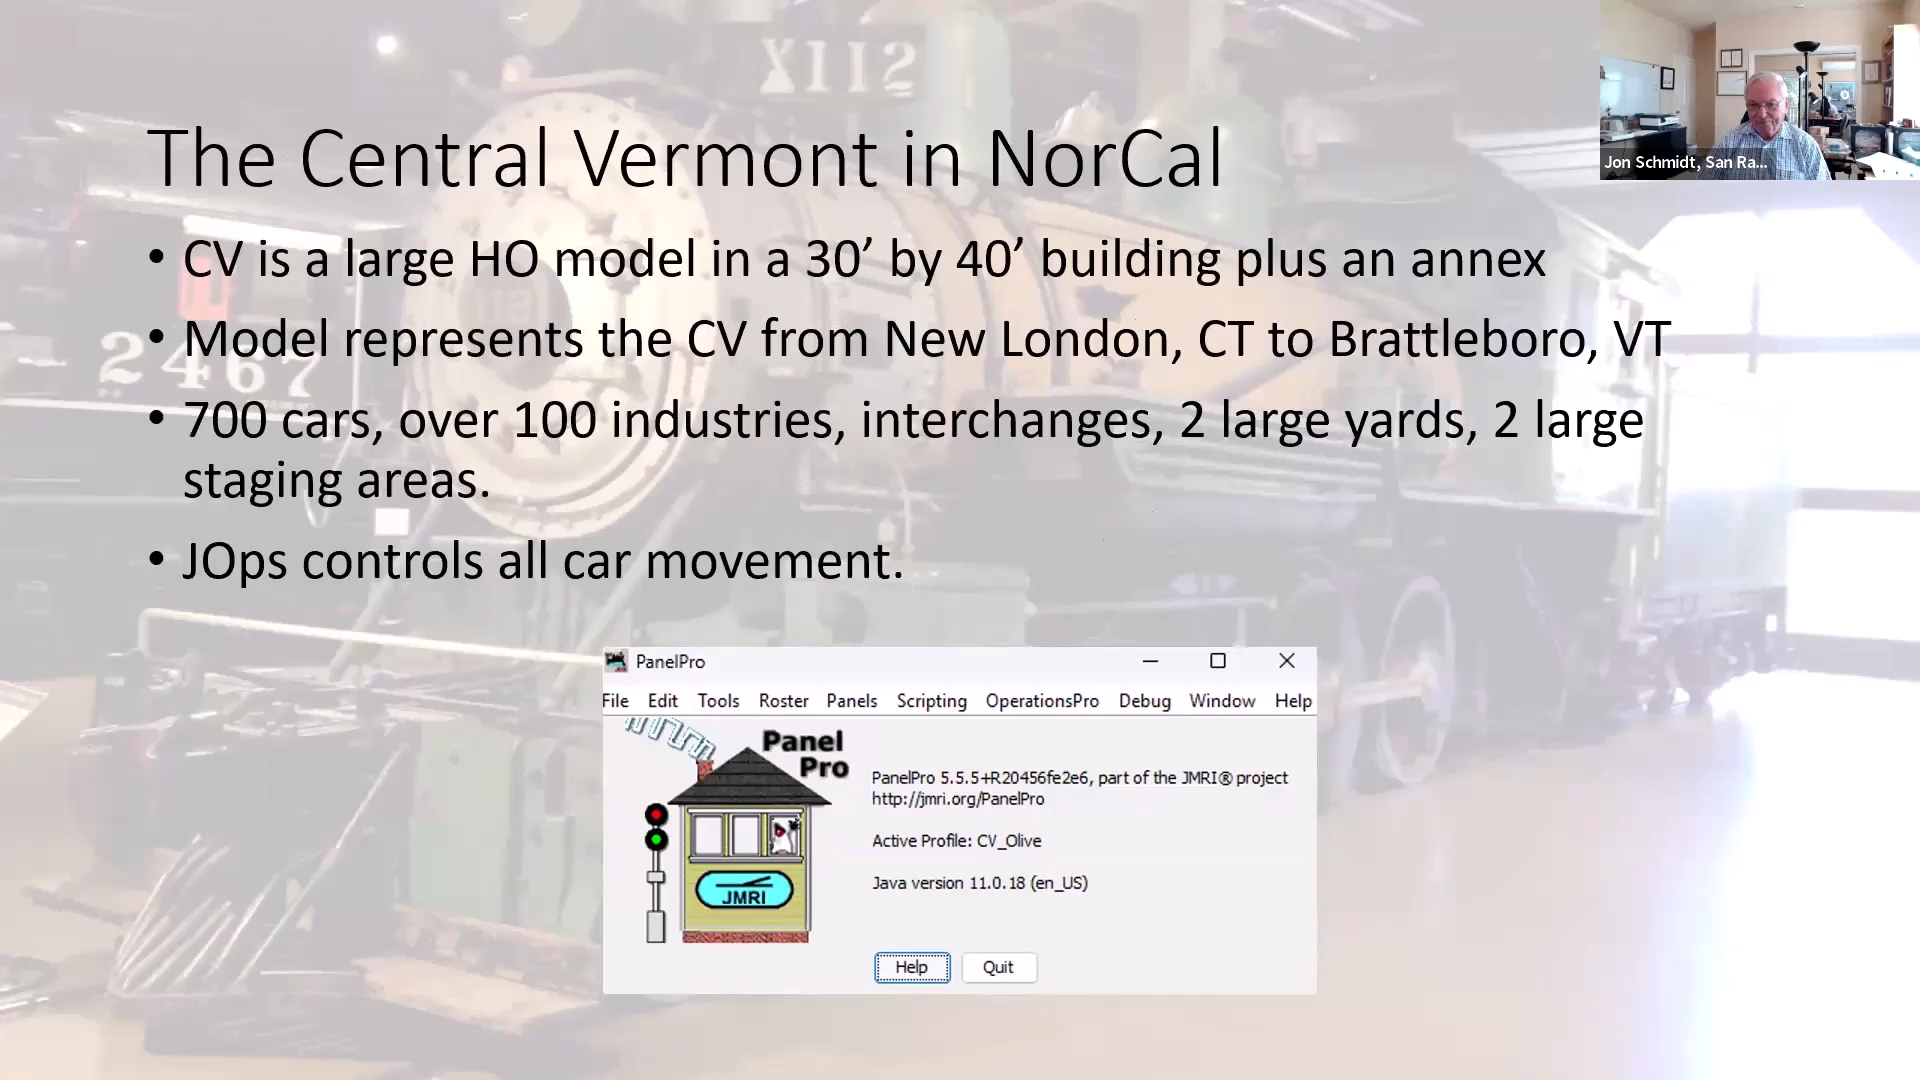 X112
The Central Vermont in NorCal
Jon Schmidt, San Ra...
• CV is a large HO model in a 30’ by 40’ building plus an annex
• Model represents the CV from New London, CT to Brattleboro, VT
2467
• 700 cars, over 100 industries, interchanges, 2 large yards, 2 large
staging areas.
• JOps controls all car movement.
PanelPro
File Edit Tools Roster Panels Scripting OperationsPro Debug Window Help
Panel
Pro
PanelPro 5.5.5+R20456fe2e6, part of the JMRI® project
http://jmri.org/PanelPro
Active Profile: CV_Olive
JMRI
Java version 11.0.18 (en_US)
Help Quit